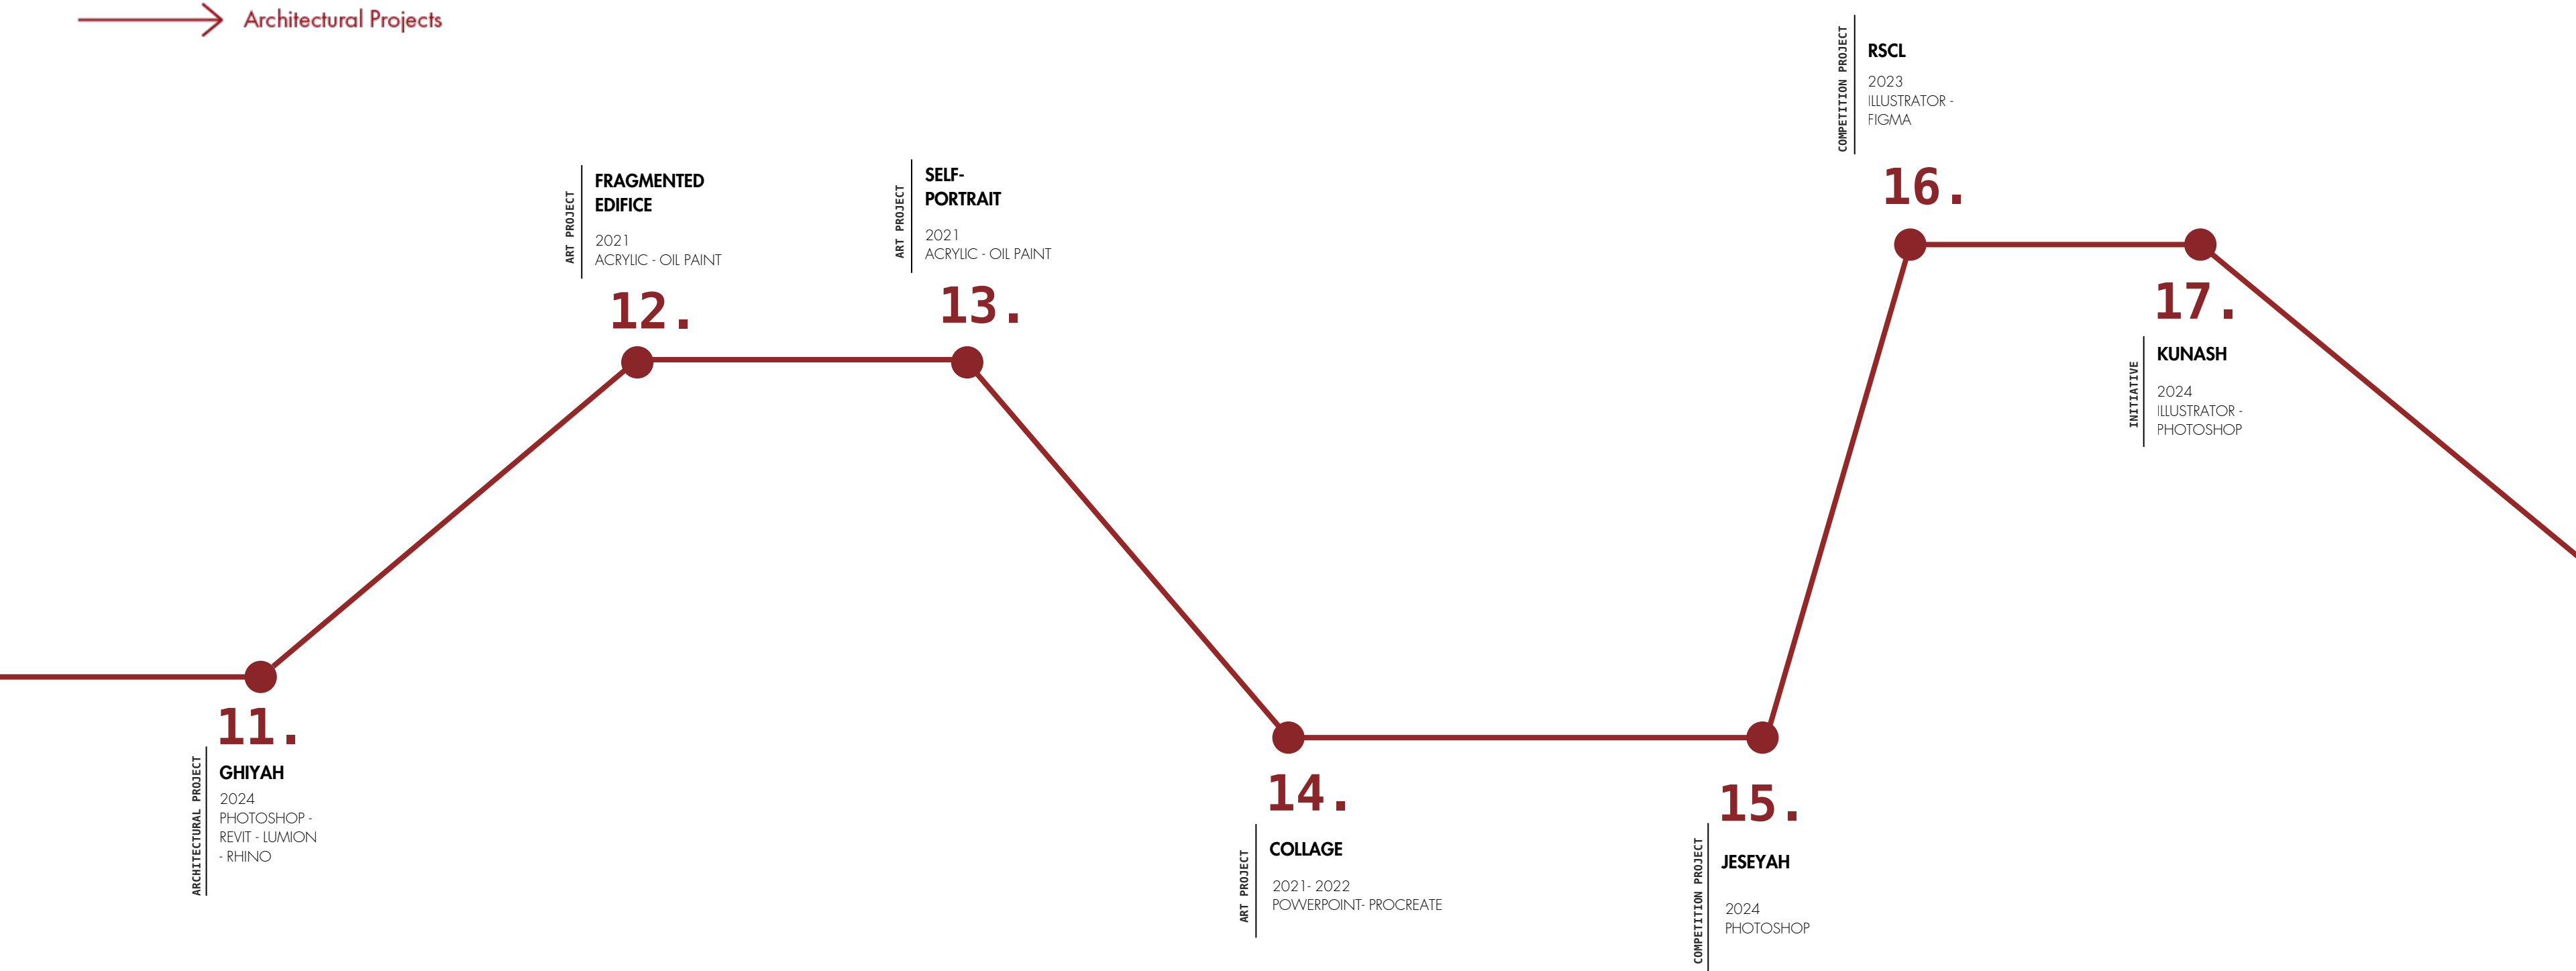 Architectural Projects
11.
ARCHITECTURAL PROJECT
GHIYAH
2024
PHOTOSHOP -
REVIT - LUMION
- RHINO
ART PROJECT
FRAGMENTED
EDIFICE
2021
ACRYLIC - OIL PAINT
12.
ART PROJECT
SELF-
PORTRAIT
2021
ACRYLIC - OIL PAINT
13.
14.
ART PROJECT
COLLAGE
2021- 2022
POWERPOINT- PROCREATE
15.
COMPETITION PROJECT
JESEYAH
2024
PHOTOSHOP
COMPETITION PROJECT
RSCL
2023
ILLUSTRATOR -
FIGMA
16.
17.
INITIATIVE
KUNASH
2024
ILLUSTRATOR -
PHOTOSHOP